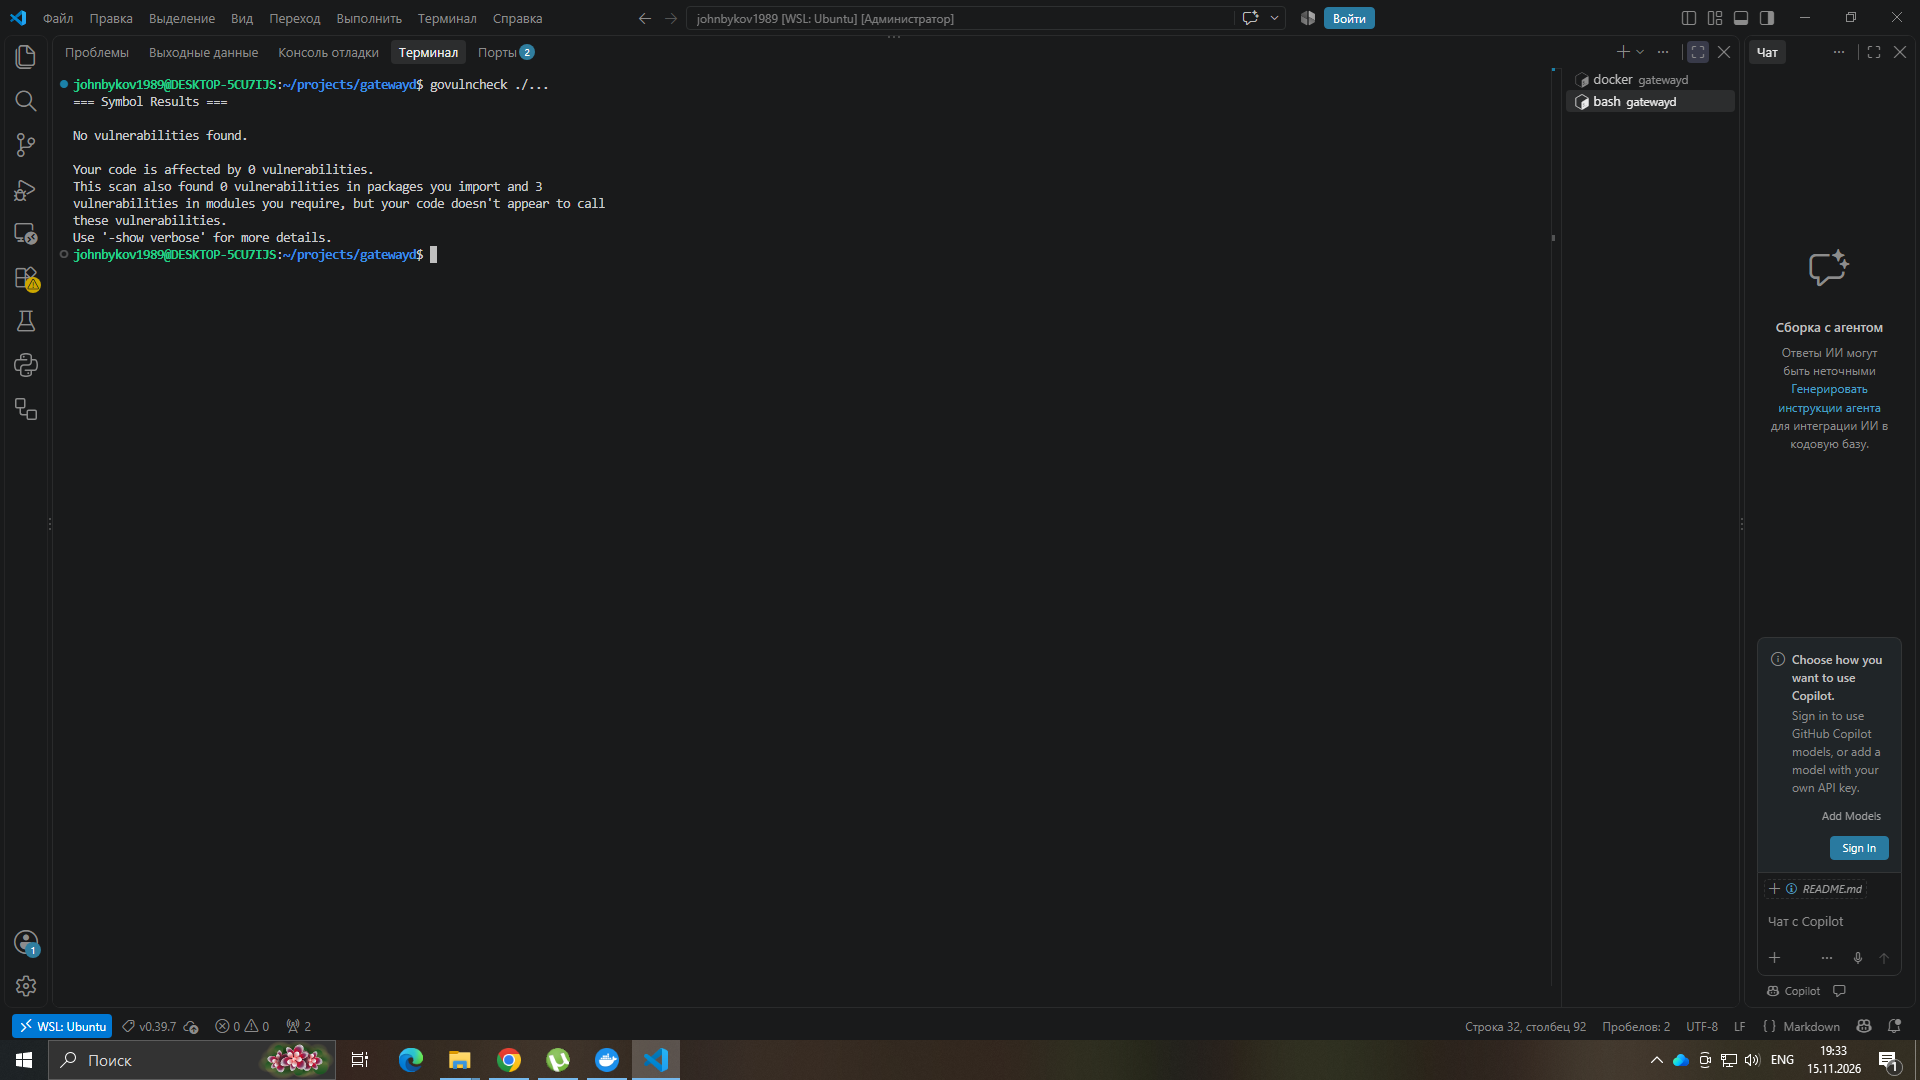 Файл Правка Выделение Вид Переход Выполнить Терминал Справка
johnbykov1989 [WSL: Ubuntu] [Администратор]
Войти
Проблемы Выходные данные Консоль отладки Терминал Порты 2
Чат
johnbykov1989@DESKTOP-5CU7IJS:~/projects/gatewayd$ govulncheck ./...
=== Symbol Results ===
No vulnerabilities found.
Your code is affected by 0 vulnerabilities.
This scan also found 0 vulnerabilities in packages you import and 3
vulnerabilities in modules you require, but your code doesn't appear to call
these vulnerabilities.
Use '-show verbose' for more details.
johnbykov1989@DESKTOP-5CU7IJS:~/projects/gatewayd$
docker gatewayd
bash gatewayd
Сборка с агентом
Ответы ИИ могут
быть неточными
Генерировать
инструкции агента
для интеграции ИИ в
кодовую базу.
Choose how you
want to use
Copilot.
Sign in to use
GitHub Copilot
models, or add a
model with your
own API key.
Add Models
Sign In
README.md
Чат с Copilot
Copilot
1
WSL: Ubuntu v0.39.7 0 0 2
Строка 32, столбец 92 Пробелов: 2 UTF-8 LF { } Markdown
Поиск
ENG
19:33
15.11.2026
1